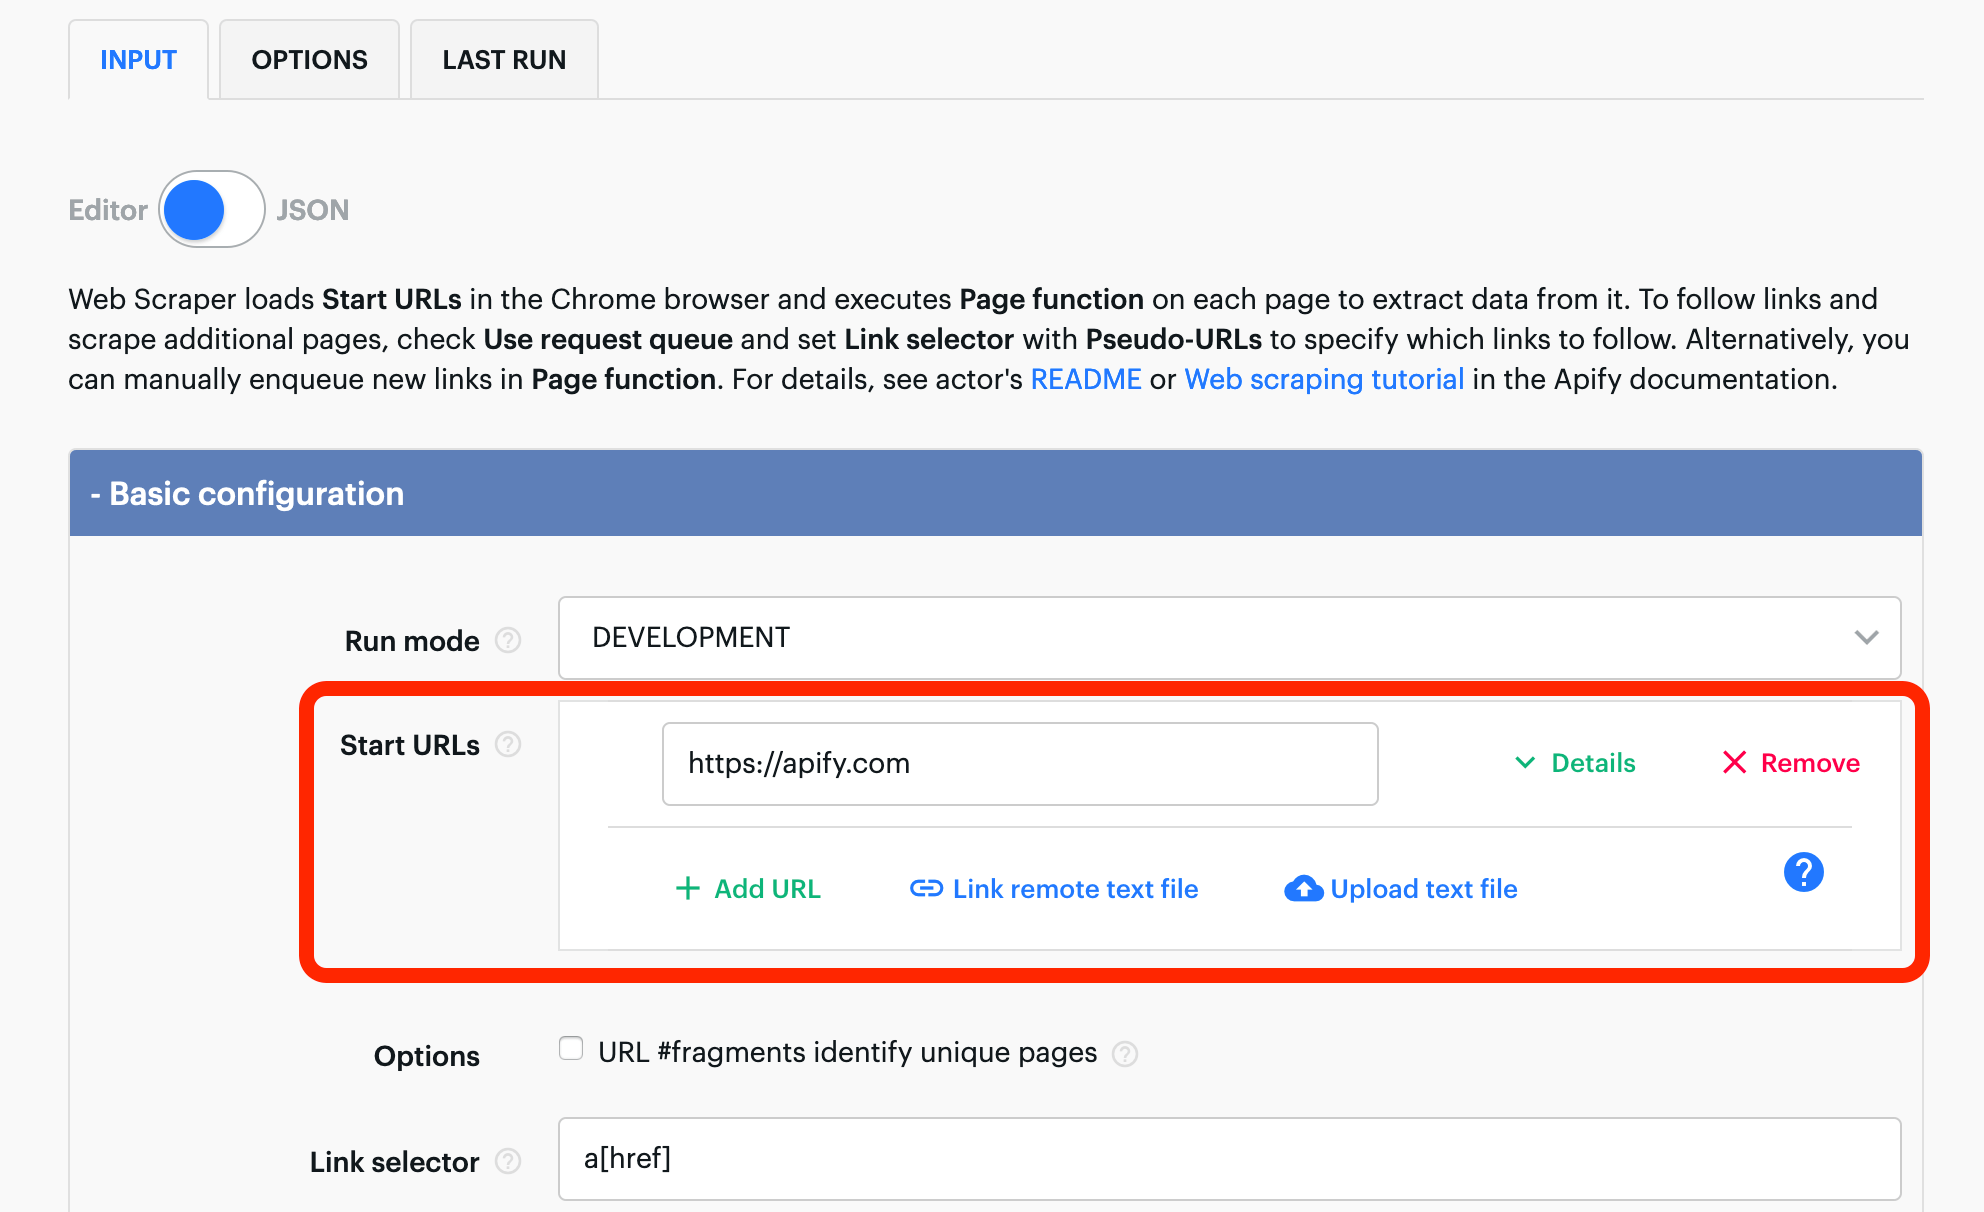 INPUT OPTIONS LAST RUN
Editor JSON
Web Scraper loads Start URLs in the Chrome browser and executes Page function on each page to extract data from it. To follow links and
scrape additional pages, check Use request queue and set Link selector with Pseudo-URLs to specify which links to follow. Alternatively, you
can manually enqueue new links in Page function. For details, see actor's README or Web scraping tutorial in the Apify documentation.
- Basic configuration
Run mode ? DEVELOPMENT
Start URLs ? https://apify.com Details Remove
Add URL Link remote text file Upload text file ?
Options URL #fragments identify unique pages ?
Link selector ? a[href]